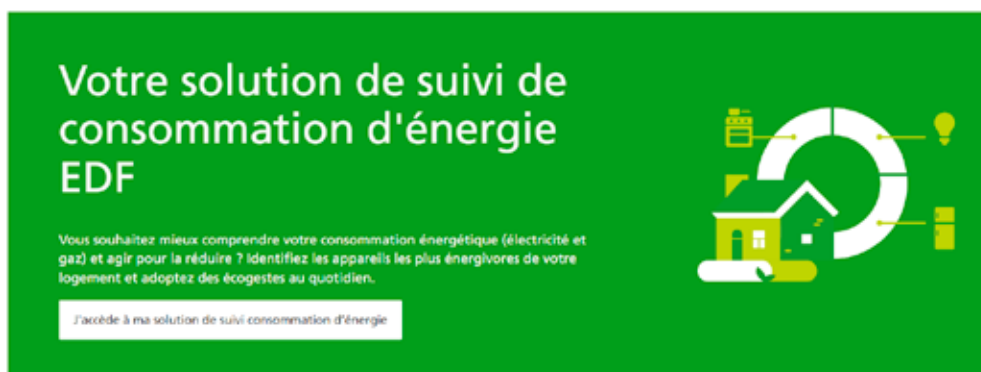 Votre solution de suivi de
consommation d'énergie
EDF
Vous souhaitez mieux comprendre votre consommation énergétique (électricité et
gaz) et agir pour la réduire ? Identifiez les appareils les plus énergivores de votre
logement et adoptez des écogestes au quotidien.
J'accède à ma solution de suivi consommation d'énergie